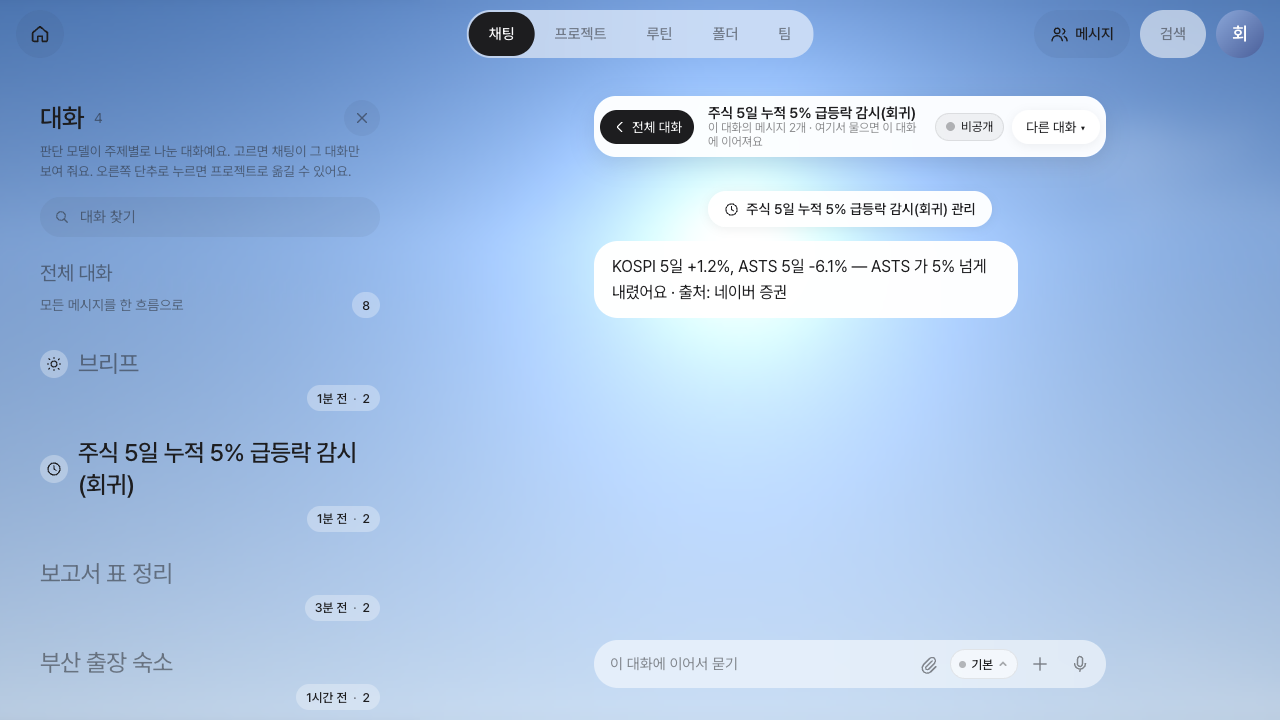 채팅
프로젝트
루틴
폴더
팀
메시지
검색
회
대화 4
판단 모델이 주제별로 나눈 대화예요. 고르면 채팅이 그 대화만
보여 줘요. 오른쪽 단추로 누르면 프로젝트로 옮길 수 있어요.
대화 찾기
전체 대화
모든 메시지를 한 흐름으로
8
브리프
1분 전 · 2
주식 5일 누적 5% 급등락 감시
(회귀)
1분 전 · 2
보고서 표 정리
3분 전 · 2
부산 출장 숙소
1시간 전 · 2
전체 대화
주식 5일 누적 5% 급등락 감시(회귀)
이 대화의 메시지 2개 · 여기서 물으면 이 대화
에 이어져요
비공개
다른 대화 ▾
주식 5일 누적 5% 급등락 감시(회귀) 관리
KOSPI 5일 +1.2%, ASTS 5일 -6.1% — ASTS 가 5% 넘게
내렸어요 · 출처: 네이버 증권
이 대화에 이어서 묻기
기본